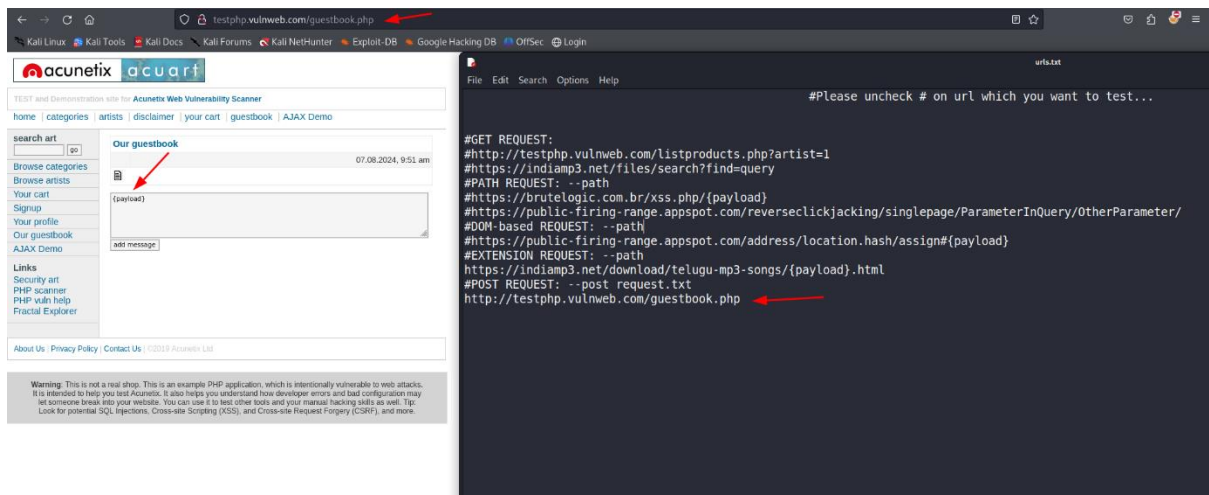 testphp.vulnweb.com/guestbook.php
Kali Linux Kali Tools Kali Docs Kali Forums Kali NetHunter Exploit-DB Google Hacking DB OffSec Login
acunetix acuart
TEST and Demonstration site for Acunetix Web Vulnerability Scanner
home | categories | artists | disclaimer | your cart | guestbook | AJAX Demo
search art
go
Browse categories
Browse artists
Your cart
Signup
Your profile
Our guestbook
AJAX Demo
Links
Security art
PHP scanner
PHP vuln help
Fractal Explorer
Our guestbook
07.08.2024, 9:51 am
{payload}
add message
About Us | Privacy Policy | Contact Us | ©2019 Acunetix Ltd
Warning: This is not a real shop. This is an example PHP application, which is intentionally vulnerable to web attacks.
It is intended to help you test Acunetix. It also helps you understand how developer errors and bad configuration may
let someone break into your website. You can use it to test other tools and your manual hacking skills as well. Tip:
Look for potential SQL Injections, Cross-site Scripting (XSS), and Cross-site Request Forgery (CSRF), and more.
urls.txt
File Edit Search Options Help
#Please uncheck # on url which you want to test...
#GET REQUEST:
#http://testphp.vulnweb.com/listproducts.php?artist=1
#https://indiamp3.net/files/search?find=query
#PATH REQUEST: --path
#https://brutelogic.com.br/xss.php/{payload}
#https://public-firing-range.appspot.com/reverseclickjacking/singlepage/ParameterInQuery/OtherParameter/
#DOM-based REQUEST: --path
#https://public-firing-range.appspot.com/address/location.hash/assign#{payload}
#EXTENSION REQUEST: --path
https://indiamp3.net/download/telugu-mp3-songs/{payload}.html
#POST REQUEST: --post request.txt
http://testphp.vulnweb.com/guestbook.php